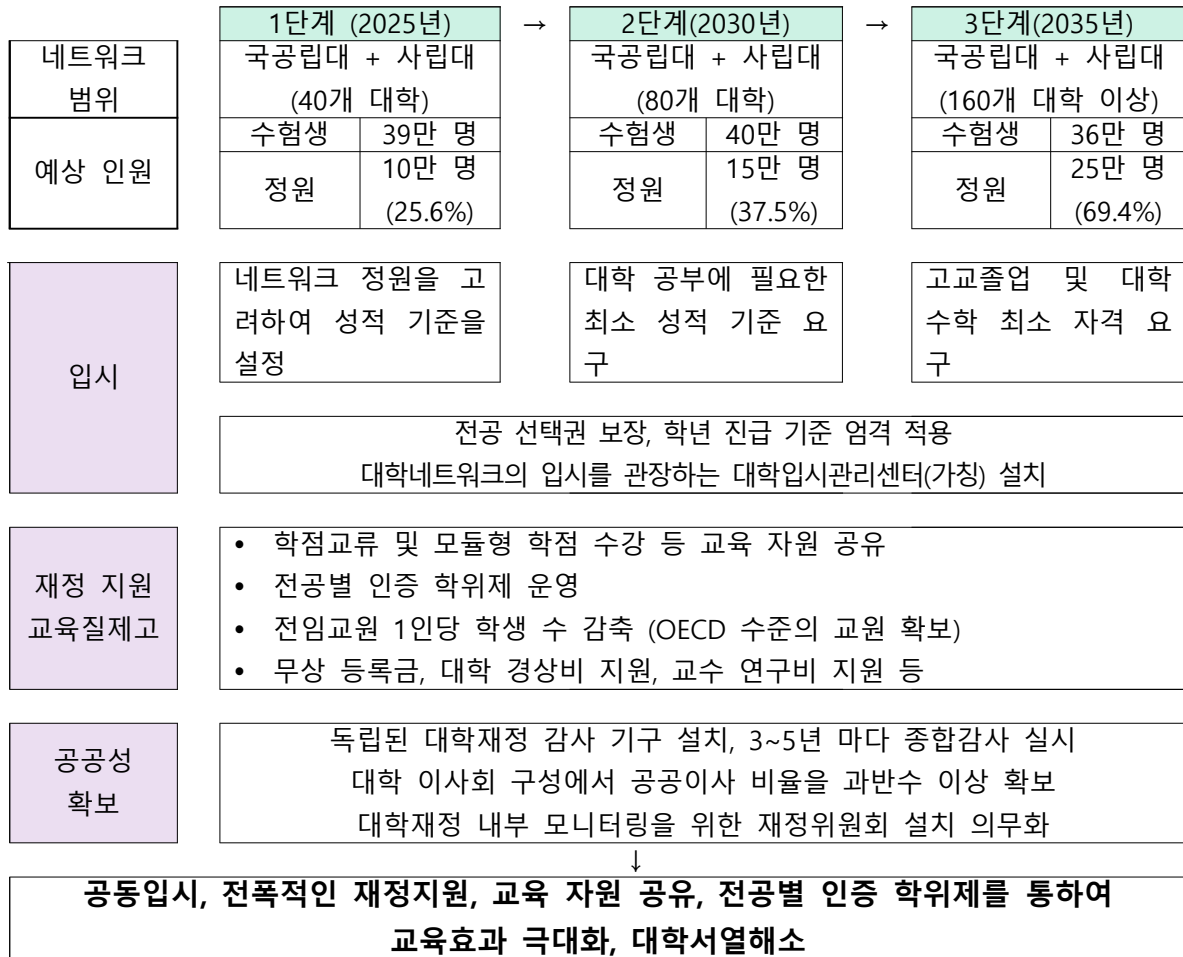 1단계 (2025년) → 2단계(2030년) → 3단계(2035년)
네트워크 범위
국공립대 + 사립대
(40개 대학)
국공립대 + 사립대
(80개 대학)
국공립대 + 사립대
(160개 대학 이상)
예상 인원
수험생 39만 명
정원 10만 명
(25.6%)
수험생 40만 명
정원 15만 명
(37.5%)
수험생 36만 명
정원 25만 명
(69.4%)
입시
네트워크 정원을 고
려하여 성적 기준을
설정
대학 공부에 필요한
최소 성적 기준 요
구
고교졸업 및 대학
수학 최소 자격 요
구
전공 선택권 보장, 학년 진급 기준 엄격 적용
대학네트워크의 입시를 관장하는 대학입시관리센터(가칭) 설치
재정 지원
교육질제고
• 학점교류 및 모듈형 학점 수강 등 교육 자원 공유
• 전공별 인증 학위제 운영
• 전임교원 1인당 학생 수 감축 (OECD 수준의 교원 확보)
• 무상 등록금, 대학 경상비 지원, 교수 연구비 지원 등
공공성
확보
독립된 대학재정 감사 기구 설치, 3~5년 마다 종합감사 실시
대학 이사회 구성에서 공공이사 비율을 과반수 이상 확보
대학재정 내부 모니터링을 위한 재정위원회 설치 의무화
↓
공동입시, 전폭적인 재정지원, 교육 자원 공유, 전공별 인증 학위제를 통하여
교육효과 극대화, 대학서열해소